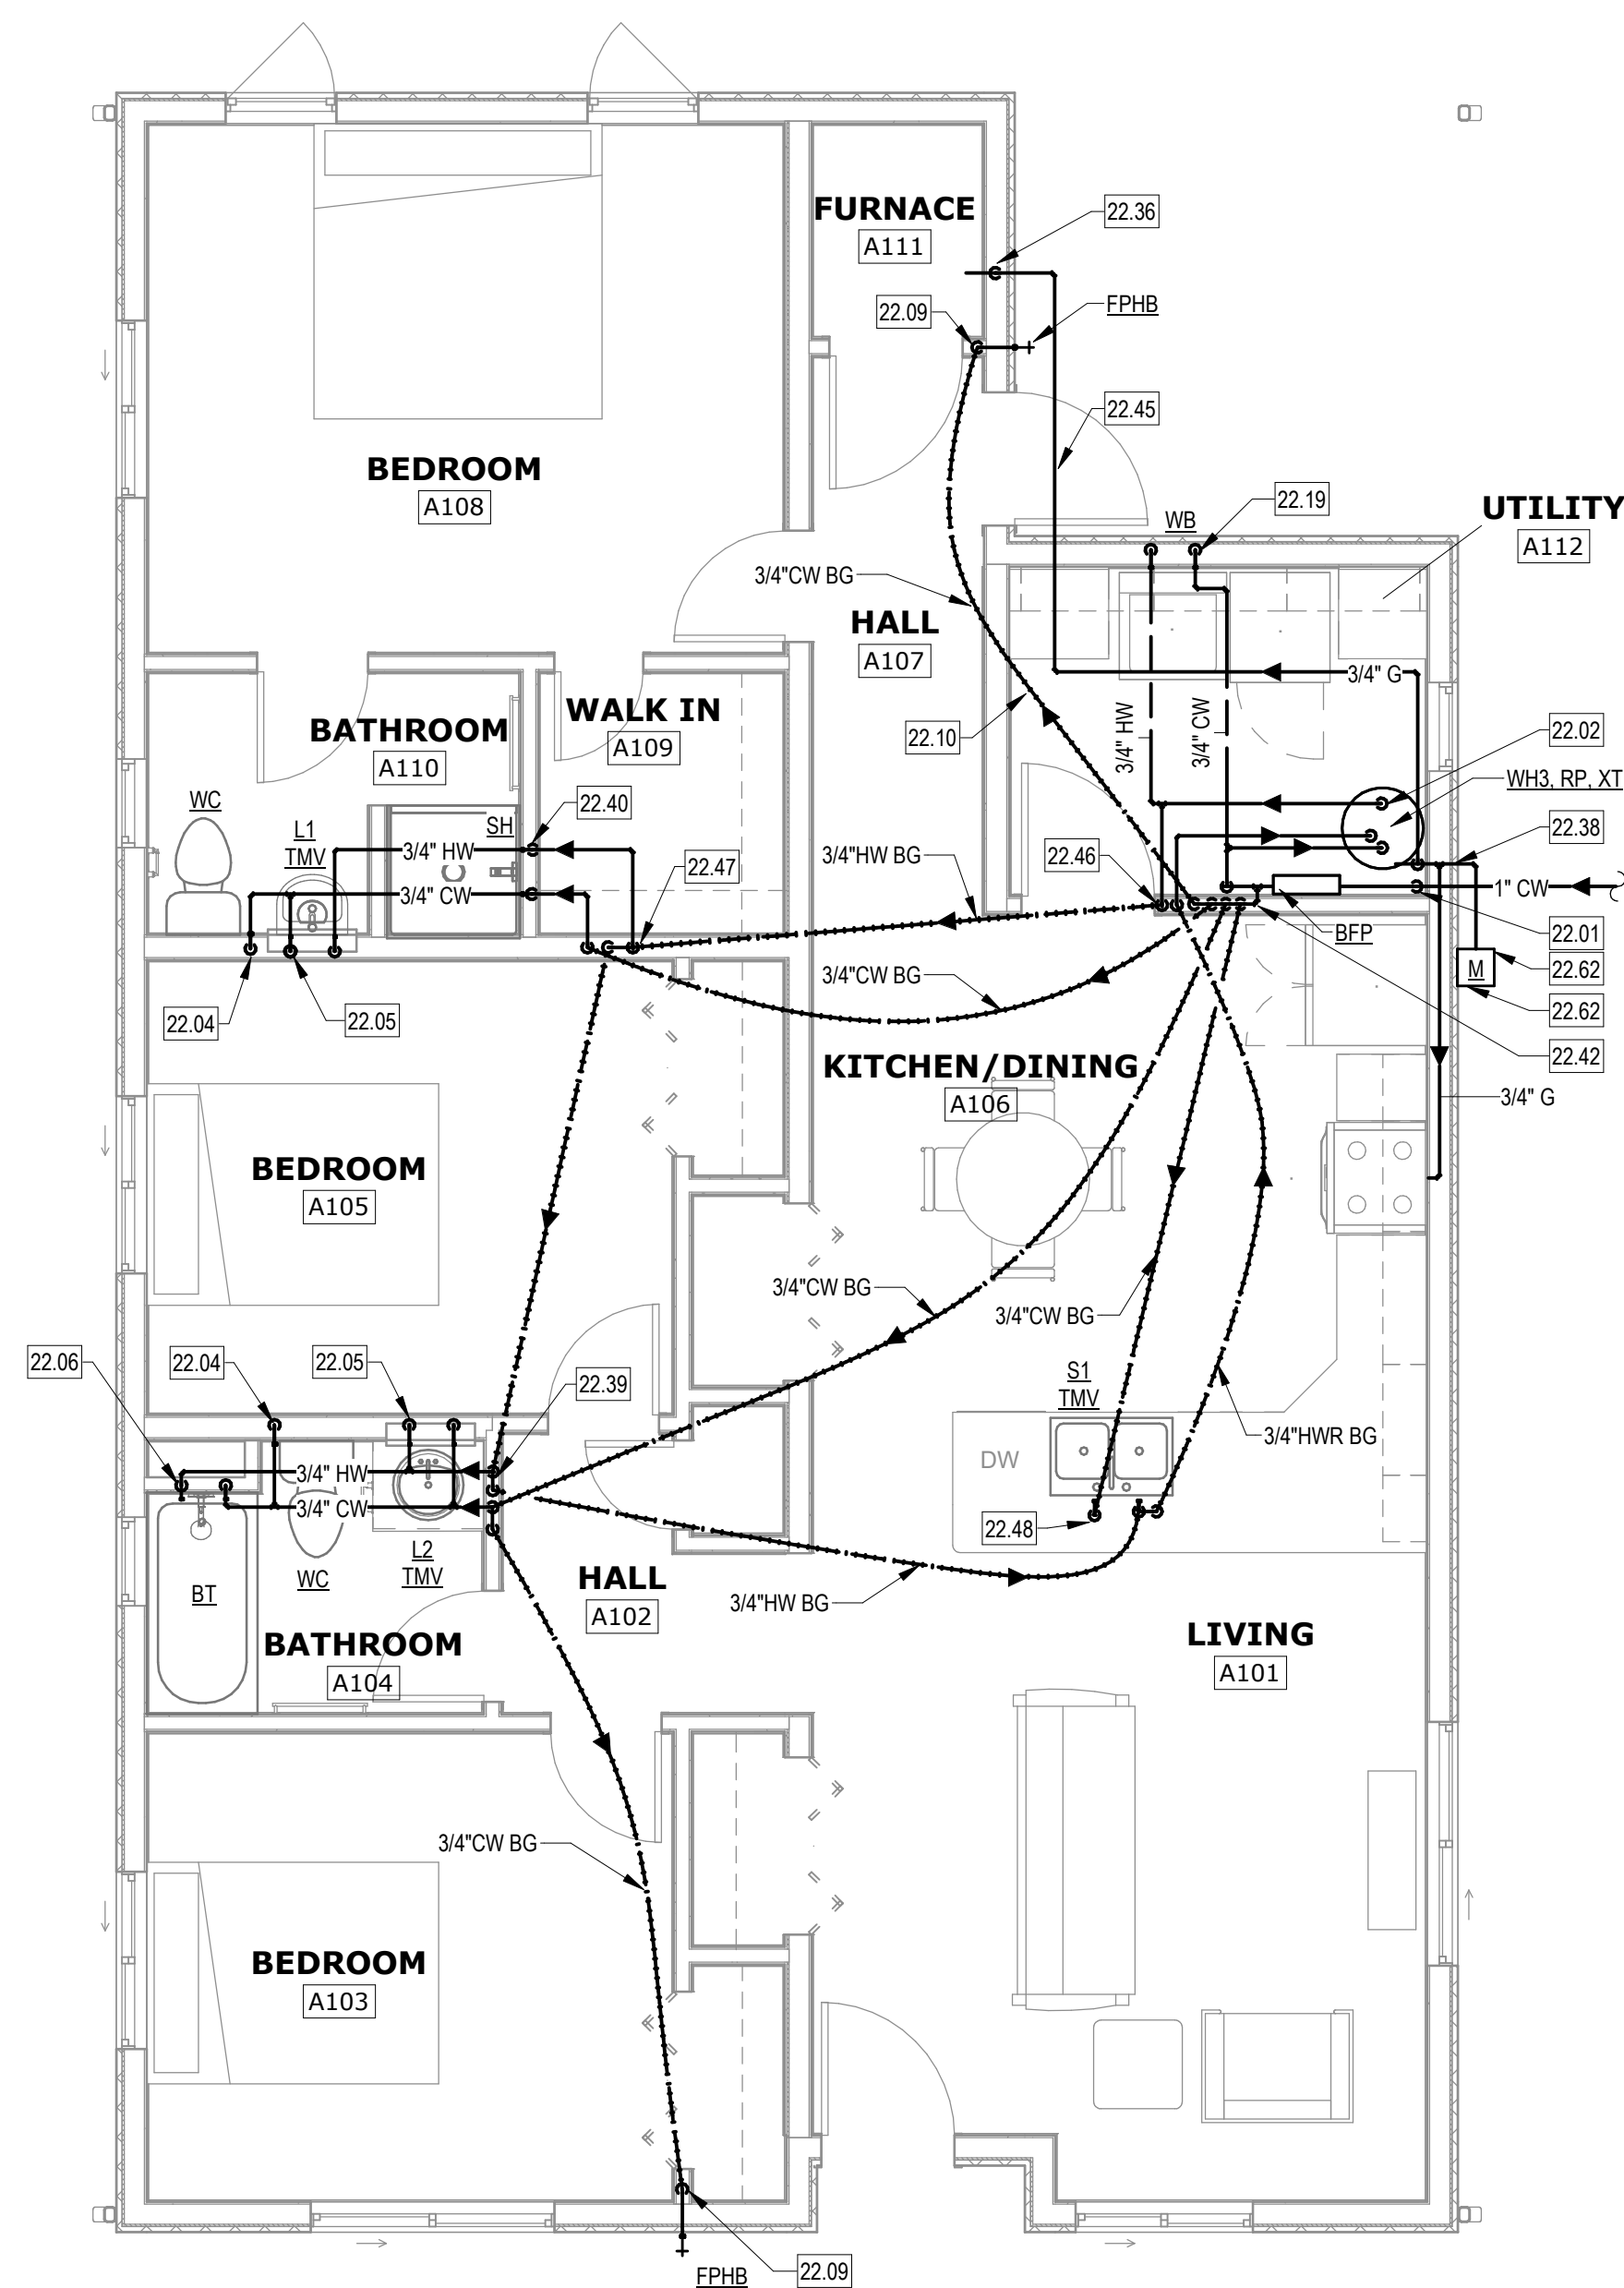 FURNACE
A111
22.36
22.09
FPHB
22.45
BEDROOM
A108
22.19
WB
UTILITY
A112
3/4"CW BG
HALL
A107
3/4" G
WALK IN
A109
BATHROOM
A110
22.10
3/4" HW
3/4" CW
22.02
WH3, RP, XT
22.38
WC
L1
TMV
SH
22.40
3/4" HW
3/4" CW
22.47
3/4"HW BG
22.46
1" CW
BFP
22.01
M
22.62
22.62
22.42
22.04
22.05
3/4"CW BG
KITCHEN/DINING
A106
3/4" G
BEDROOM
A105
3/4"CW BG
3/4"CW BG
22.06
22.04
22.05
22.39
S1
TMV
3/4"HWR BG
DW
3/4" HW
3/4" CW
22.48
L2
TMV
WC
BT
HALL
A102
3/4"HW BG
BATHROOM
A104
LIVING
A101
3/4"CW BG
BEDROOM
A103
FPHB
22.09